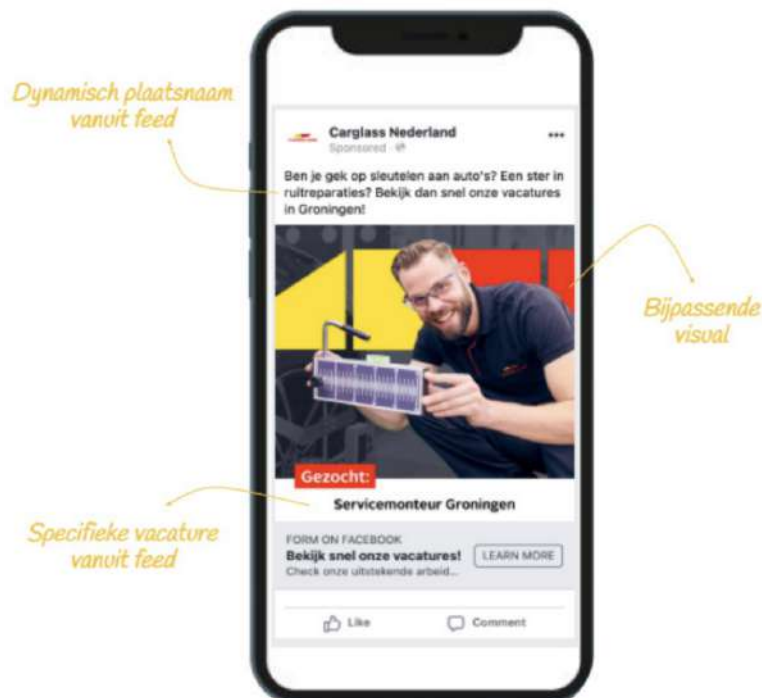 Dynamisch plaatsnaam
vanuit feed
Carglass Nederland
Sponsored
Ben je gek op sleutelen aan auto's? Een ster in
ruitreparaties? Bekijk dan snel onze vacatures
in Groningen!
Bijpassende
visual
Gezocht:
Servicemonteur Groningen
Specifieke vacature
vanuit feed
FORM ON FACEBOOK
Bekijk snel onze vacatures!
LEARN MORE
Check onze uitstekende arbeid...
Like
Comment